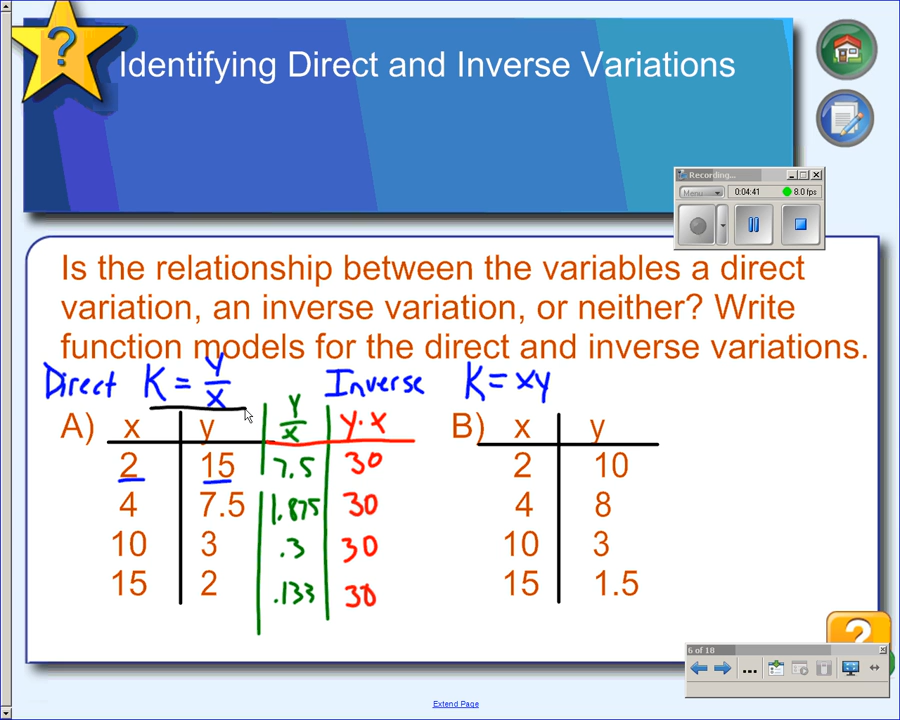 ?
Identifying Direct and Inverse Variations
Recording...
Menu 0:04:41 8.0 fps
Is the relationship between the variables a direct
variation, an inverse variation, or neither? Write
function models for the direct and inverse variations.
Direct K = Y/X Inverse K = XY
A) x y Y/X Y·X B) x y
2 15 7.5 30 2 10
4 7.5 1.875 30 4 8
10 3 .3 30 10 3
15 2 .133 30 15 1.5
?
6 of 18
...
Extend Page